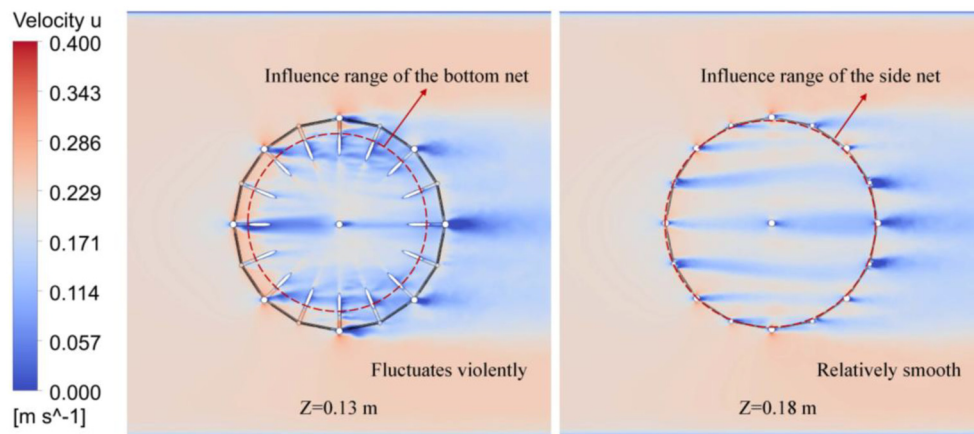 Velocity u
0.400
0.343
0.286
0.229
0.171
0.114
0.057
0.000
[m s^-1]
Influence range of the bottom net
Fluctuates violently
Z=0.13 m
Influence range of the side net
Relatively smooth
Z=0.18 m